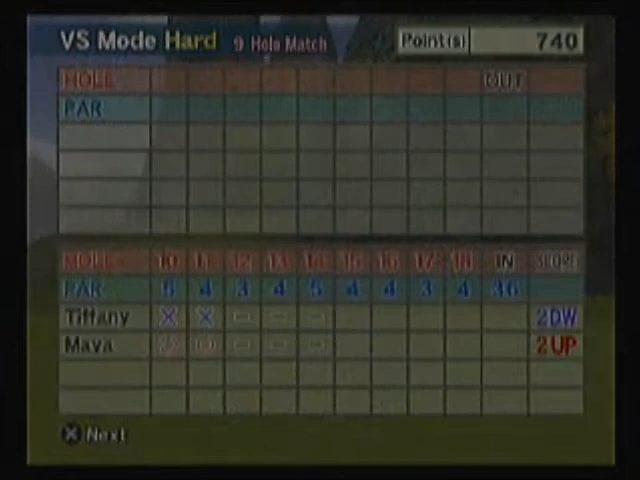 VS Mode Hard 9 Hole Match Point(s) 740
HOLE OUT
PAR
HOLE 10 11 12 13 14 15 16 17 18 IN SCORE
PAR 5 4 3 4 5 4 4 3 4 36
Tiffany X X - - - 2DW
Maya O O - - - 2UP
X Next